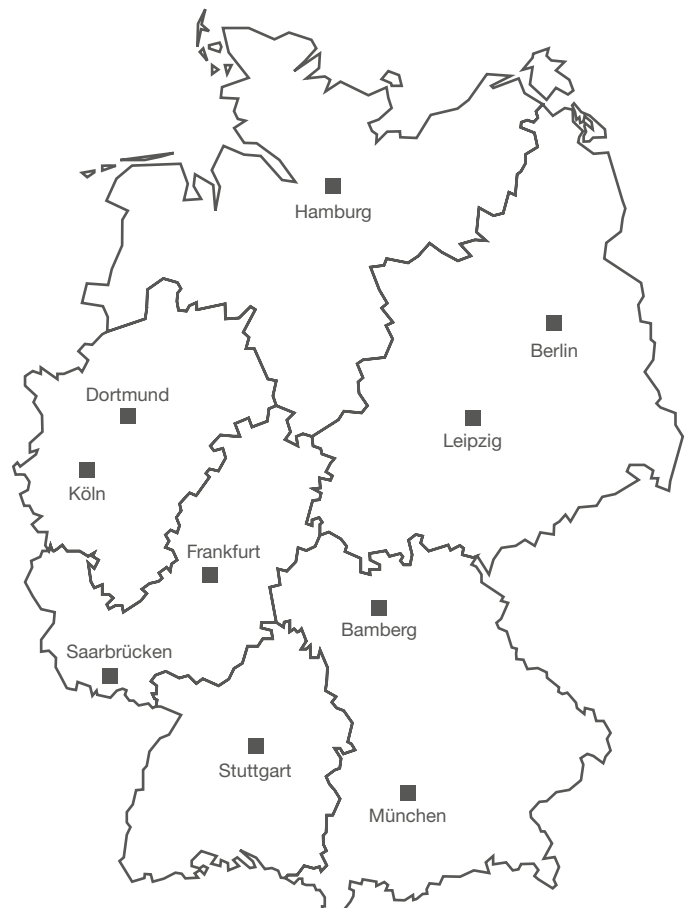 Hamburg
Berlin
Dortmund
Leipzig
Köln
Frankfurt
Bamberg
Saarbrücken
Stuttgart
München